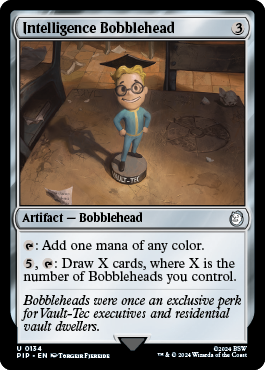 Intelligence Bobblehead 3
VAULT-TEC
Artifact — Bobblehead
: Add one mana of any color.
5, : Draw X cards, where X is the
number of Bobbleheads you control.
Bobbleheads were once an exclusive perk
for Vault-Tec executives and residential
vault dwellers.
U 0134
PIP • EN Torgeir Fjereide
©2024 BSW
™ & © 2024 Wizards of the Coast